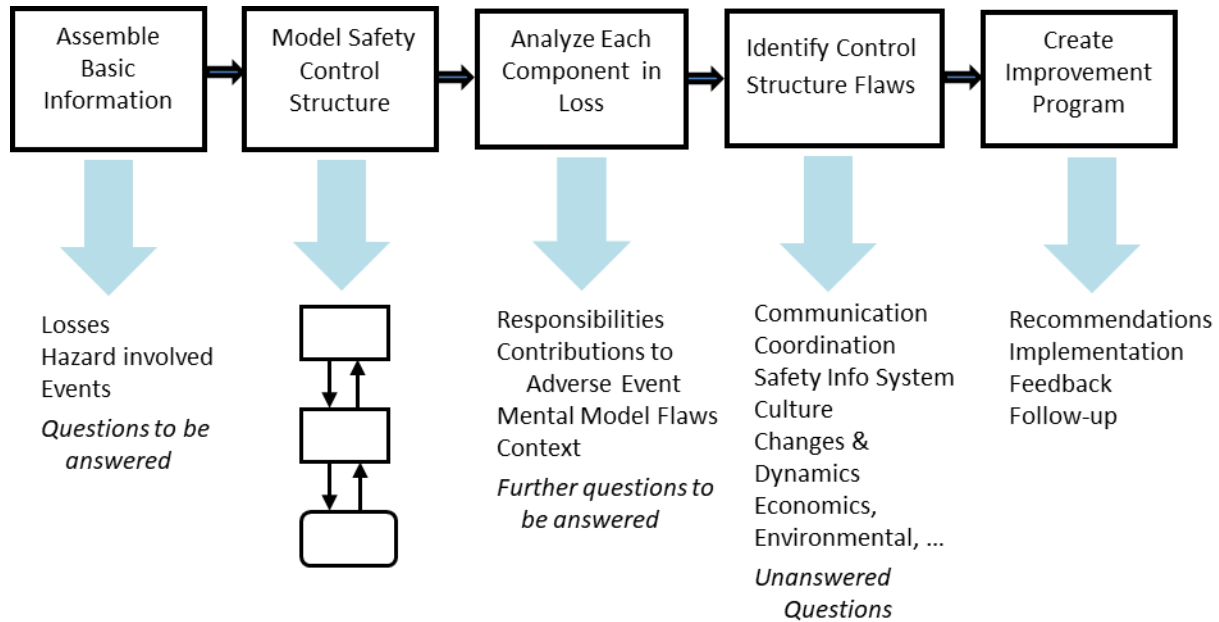 Assemble
Basic
Information
Model Safety
Control
Structure
Analyze Each
Component in
Loss
Identify Control
Structure Flaws
Create
Improvement
Program
Losses
Hazard involved
Events
Questions to be
answered
Responsibilities
Contributions to
Adverse Event
Mental Model Flaws
Context
Further questions to
be answered
Communication
Coordination
Safety Info System
Culture
Changes &
Dynamics
Economics,
Environmental, ...
Unanswered
Questions
Recommendations
Implementation
Feedback
Follow-up